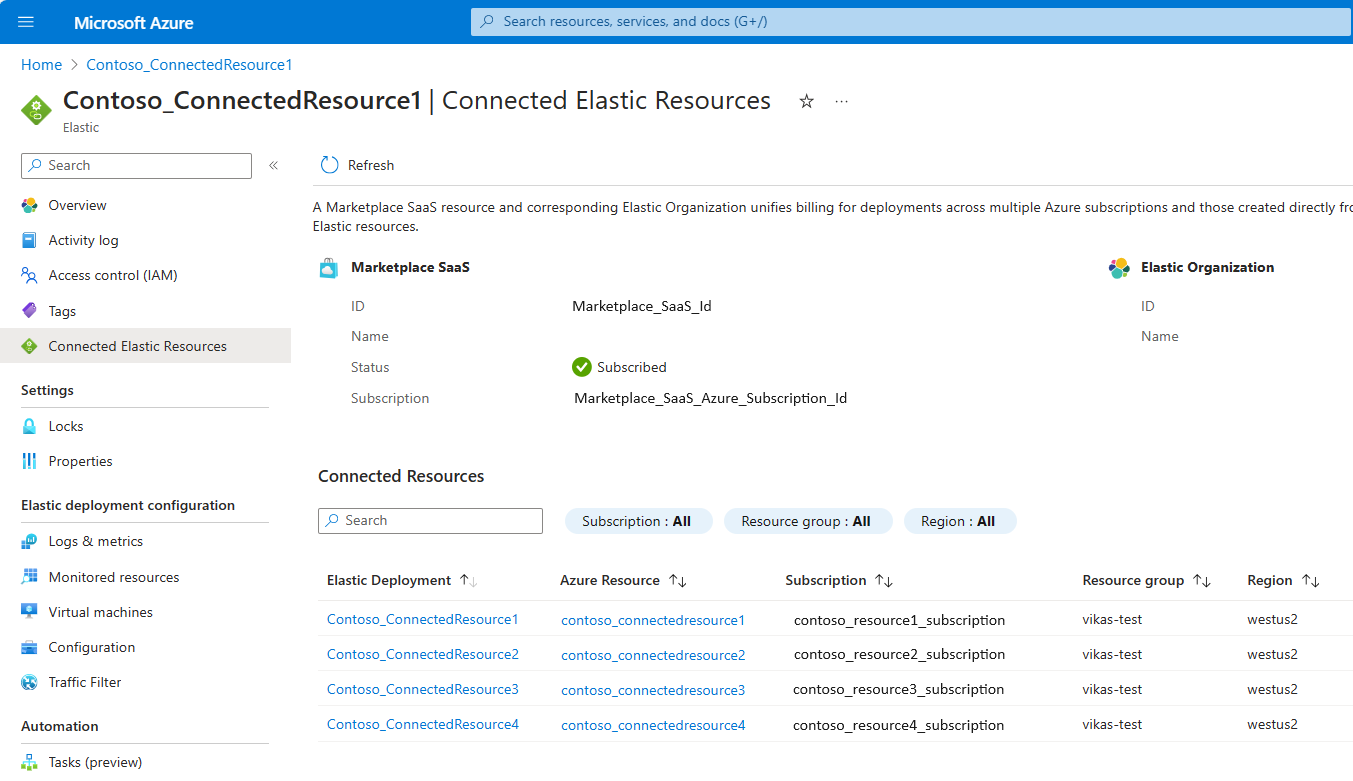 Microsoft Azure
Search resources, services, and docs (G+/)
Home > Contoso_ConnectedResource1
Contoso_ConnectedResource1 | Connected Elastic Resources
Elastic
Search
Overview
Activity log
Access control (IAM)
Tags
Connected Elastic Resources
Settings
Locks
Properties
Elastic deployment configuration
Logs & metrics
Monitored resources
Virtual machines
Configuration
Traffic Filter
Automation
Tasks (preview)
Refresh
A Marketplace SaaS resource and corresponding Elastic Organization unifies billing for deployments across multiple Azure subscriptions and those created directly
Elastic resources.
Marketplace SaaS
ID Marketplace_SaaS_Id
Name
Status Subscribed
Subscription Marketplace_SaaS_Azure_Subscription_Id
Elastic Organization
ID
Name
Connected Resources
Search Subscription : All Resource group : All Region : All
Elastic Deployment Azure Resource Subscription Resource group Region
Contoso_ConnectedResource1 contoso_connectedresource1 contoso_resource1_subscription vikas-test westus2
Contoso_ConnectedResource2 contoso_connectedresource2 contoso_resource2_subscription vikas-test westus2
Contoso_ConnectedResource3 contoso_connectedresource3 contoso_resource3_subscription vikas-test westus2
Contoso_ConnectedResource4 contoso_connectedresource4 contoso_resource4_subscription vikas-test westus2